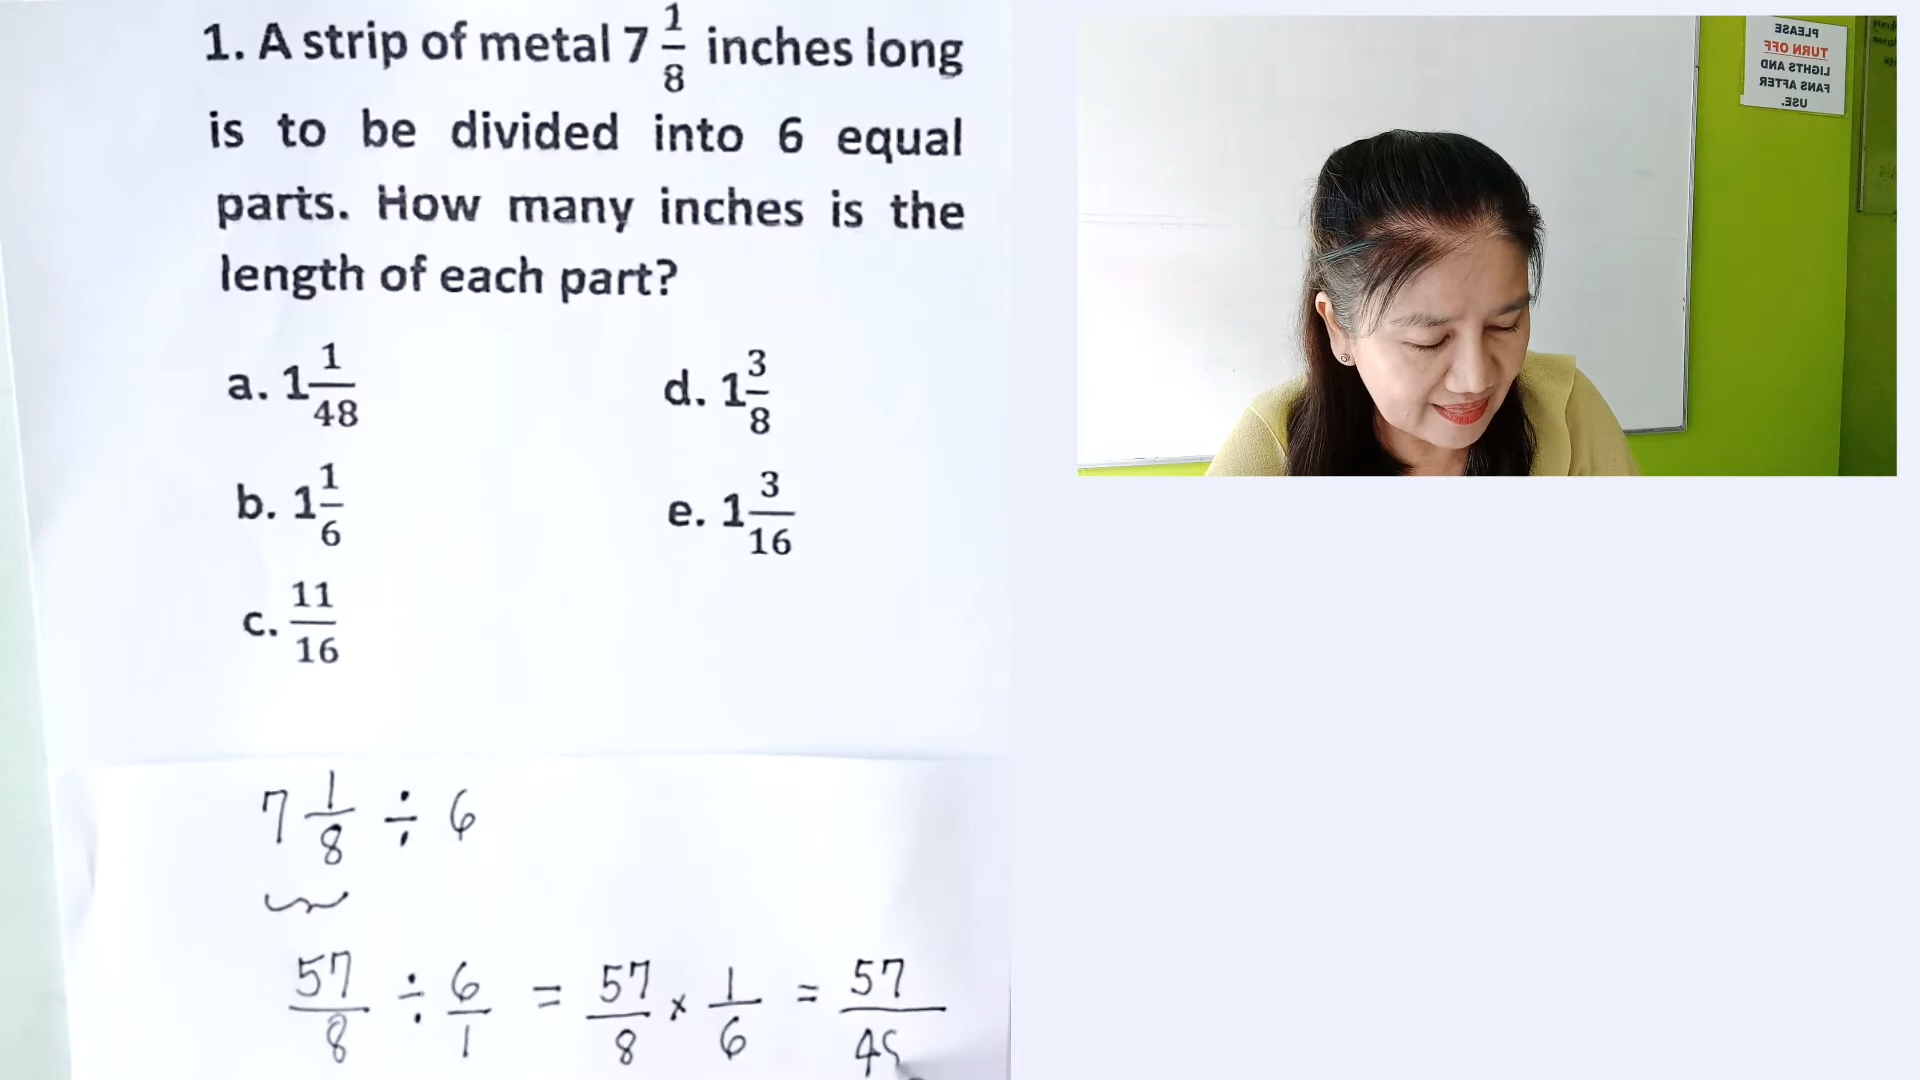 1. A strip of metal 7 1/8 inches long
is to be divided into 6 equal
parts. How many inches is the
length of each part?
a. 1 1/48
d. 1 3/8
b. 1 1/6
e. 1 3/16
c. 11/16
7 1/8 ÷ 6
57/8 ÷ 6/1 = 57/8 × 1/6 = 57/48
PLEASE
TURN OFF
LIGHTS AND
FANS AFTER
USE.